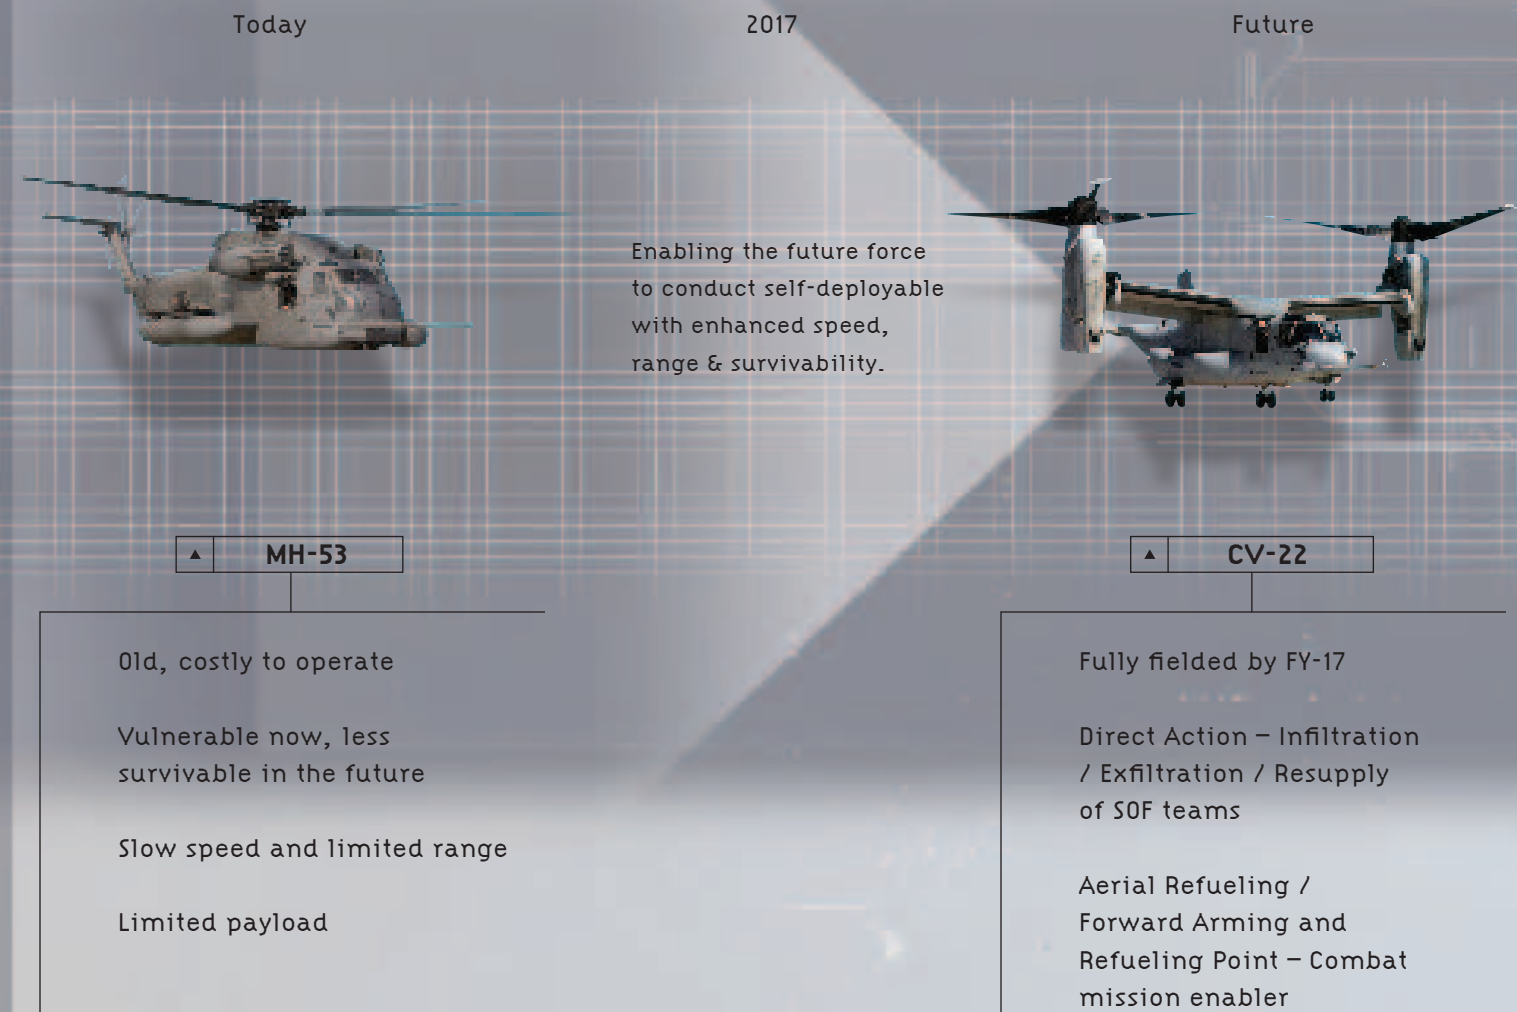 Today
2017
Future
Enabling the future force
to conduct self-deployable
with enhanced speed,
range & survivability.
▲ MH-53
Old, costly to operate
Vulnerable now, less
survivable in the future
Slow speed and limited range
Limited payload
▲ CV-22
Fully fielded by FY-17
Direct Action – Infiltration
/ Exfiltration / Resupply
of SOF teams
Aerial Refueling /
Forward Arming and
Refueling Point – Combat
mission enabler